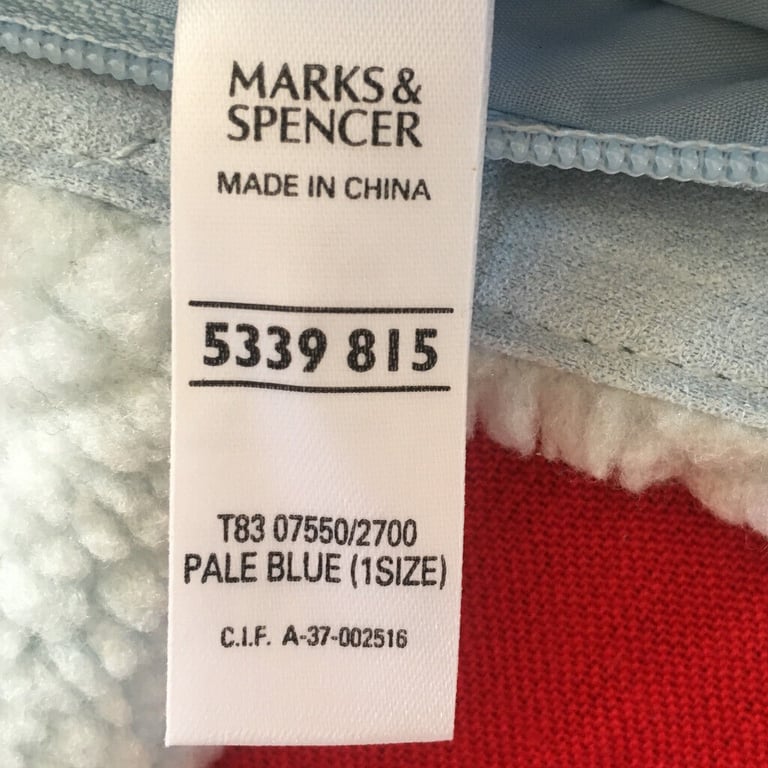 MARKS &
SPENCER
MADE IN CHINA
5339 815
T83 07550/2700
PALE BLUE (1SIZE)
C.I.F. A-37-002516